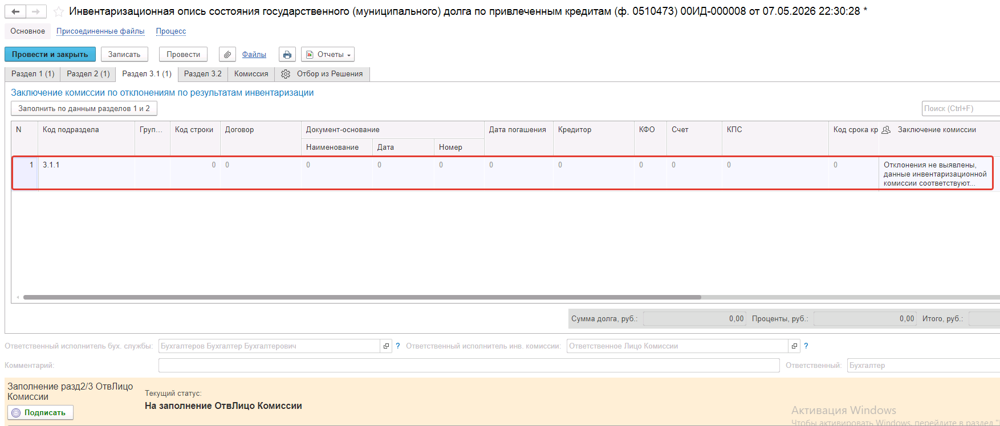 Инвентаризационная опись состояния государственного (муниципального) долга по привлеченным кредитам (ф. 0510473) 00ИД-000008 от 07.05.2026 22:30:28 *
Основное Присоединенные файлы Процесс
Провести и закрыть Записать Провести Файлы Отчеты
Раздел 1 (1) Раздел 2 (1) Раздел 3.1 (1) Раздел 3.2 Комиссия Отбор из Решения
Заключение комиссии по отклонениям по результатам инвентаризации
Заполнить по данным разделов 1 и 2 Поиск (Ctrl+F)
N Код подраздела Груп... Код строки Договор Документ-основание Дата погашения Кредитор КФО Счет КПС Код срока кр Заключение комиссии
Наименование Дата Номер
1 3.1.1 0 0 0 0 0 0 0 0 0 0 0 Отклонения не выявлены,
данные инвентаризационной
комиссии соответствуют...
Сумма долга, руб.: 0,00 Проценты, руб.: 0,00 Итого, руб.:
Ответственный исполнитель бух. службы: Бухгалтеров Бухгалтер Бухгалтерович ? Ответственный исполнитель инв. комиссии: Ответственное Лицо Комиссии ?
Комментарий: Ответственный: Бухгалтер
Заполнение разд2/3 ОтвЛицо
Комиссии
Текущий статус:
На заполнение ОтвЛицо Комиссии
Подписать
Активация Windows
Чтобы активировать Windows, перейдите в раздел "